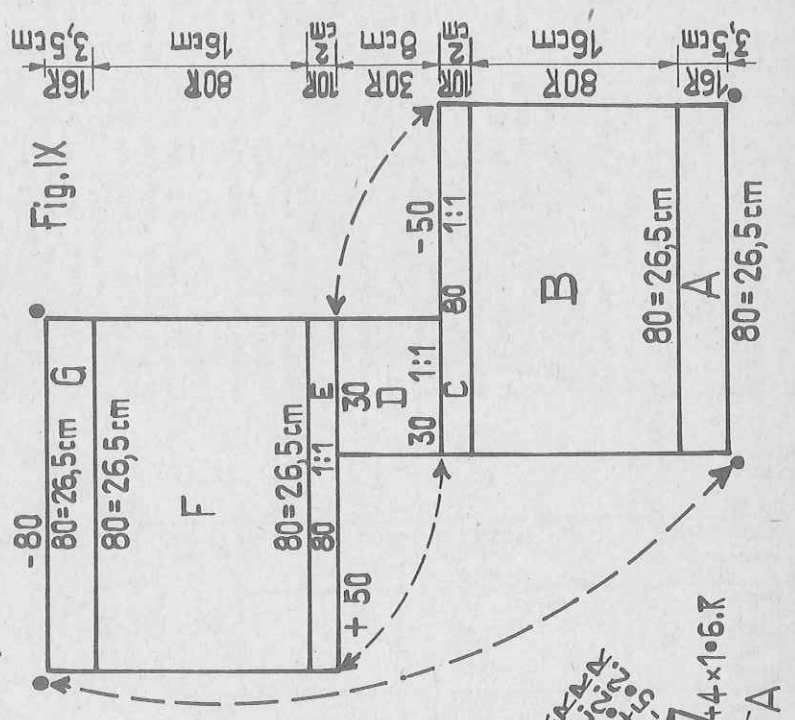 Fig.IX
-80
80=26,5cm G
80=26,5cm
F
80=26,5cm
80 1:1 E
+50
30
D
30 1:1
-50
C 80 1:1
B
80=26,5cm
A
80=26,5cm
3,5cm 16R
16cm 80R
2cm 10R
8cm 30R
2cm 10R
16cm 80R
3,5cm 16R
4×1•6.R
A